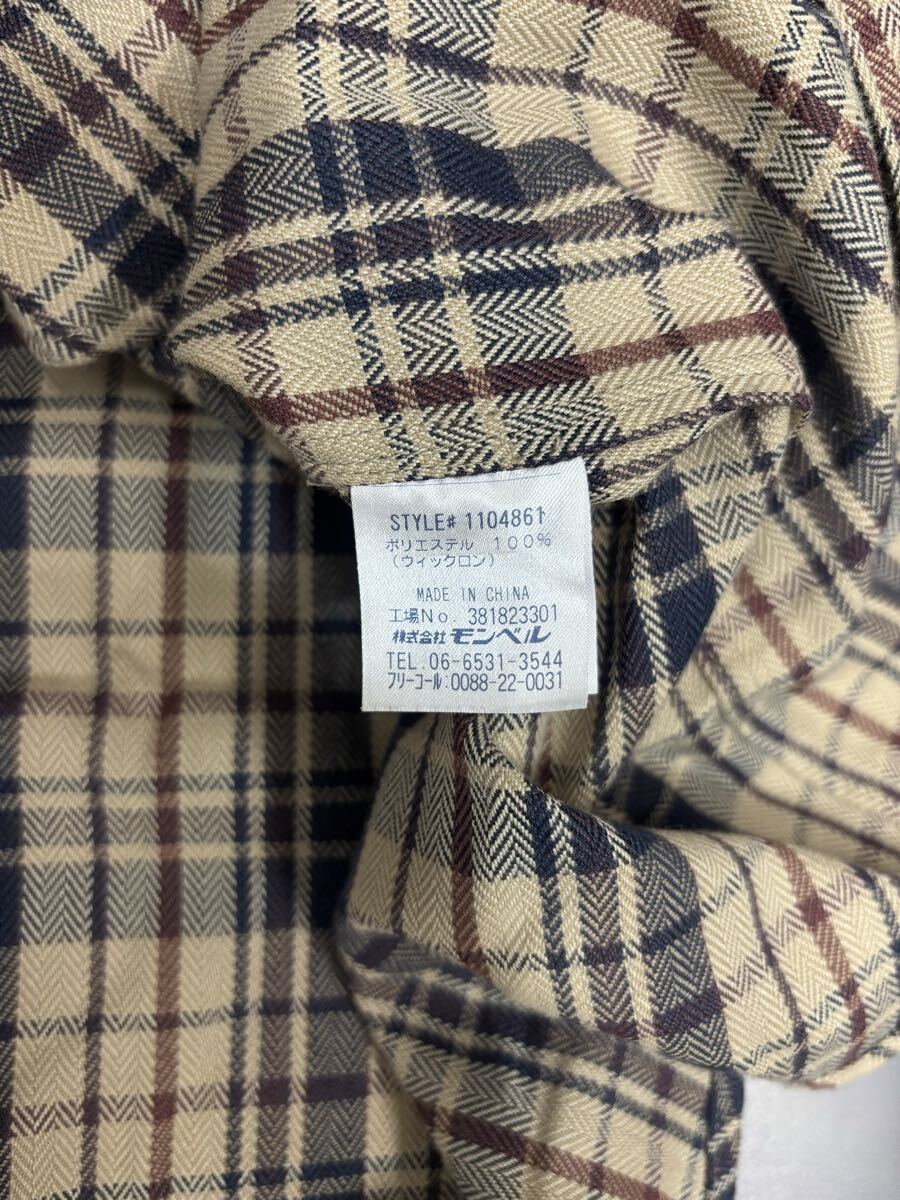 STYLE# 1104861
ポリエステル 100%
(ウィックロン)
MADE IN CHINA
工場No. 381823301
株式会社 モンベル
TEL.06-6531-3544
フリーコール:0088-22-0031